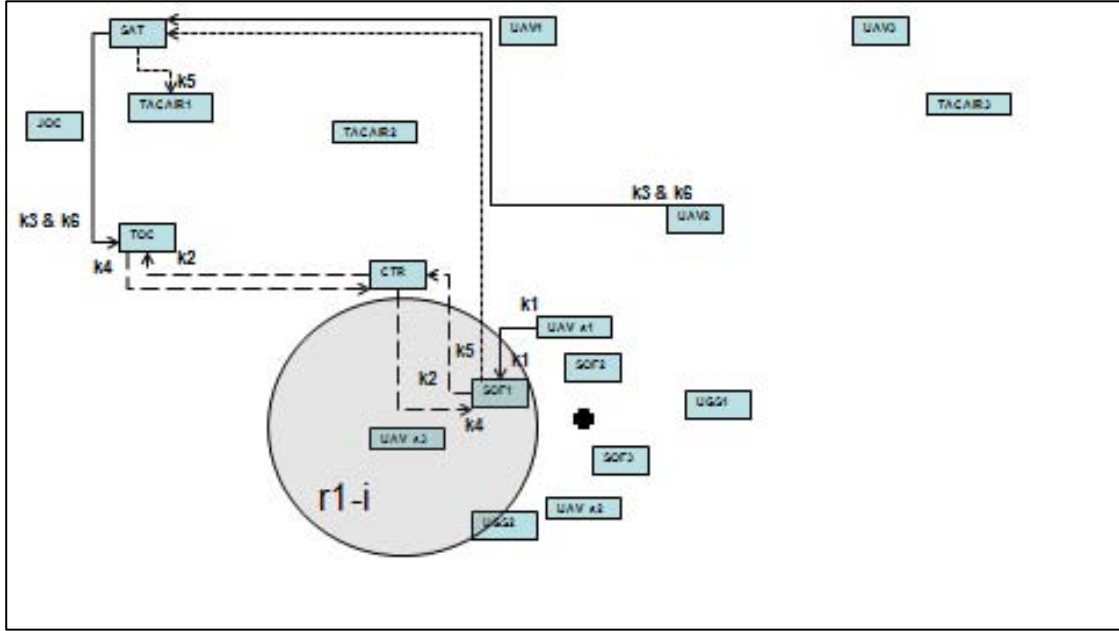 SAT
UAV1
UAV3
k5
TACAIR1
TACAIR2
TACAIR3
JOC
k3 & k6
UAV2
k3 & k6
TOC
k4
k2
CTR
k1
UAV a1
k5
k1
SOF2
k2
SOF1
k4
UGS1
UAV a3
SOF3
r1-i
UAV a2
UGS2